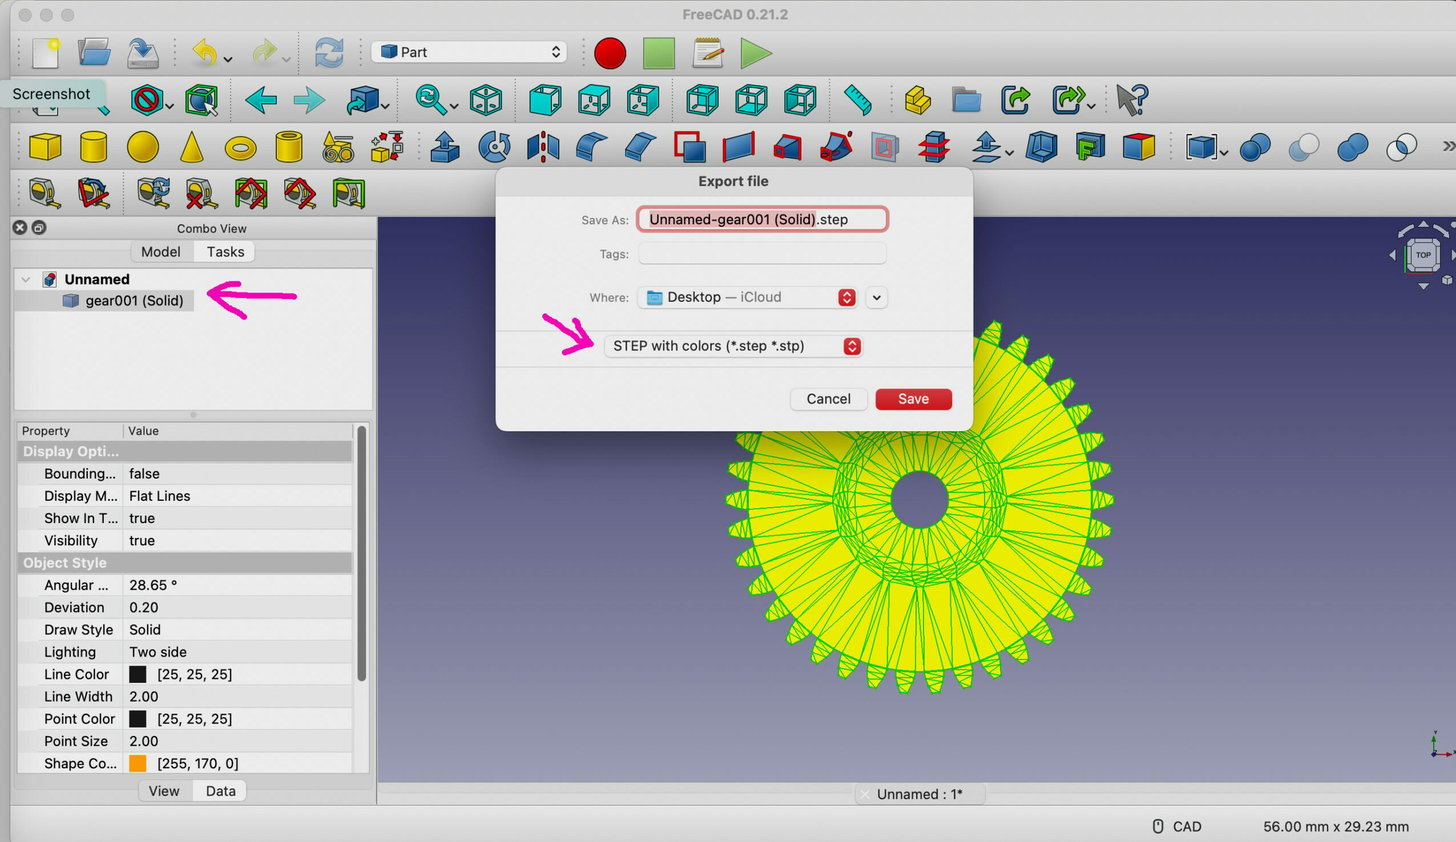 FreeCAD 0.21.2
Part
Screenshot
Combo View
Model Tasks
Unnamed
gear001 (Solid)
Property Value
Display Opti...
Bounding... false
Display M... Flat Lines
Show In T... true
Visibility true
Object Style
Angular ... 28.65 °
Deviation 0.20
Draw Style Solid
Lighting Two side
Line Color [25, 25, 25]
Line Width 2.00
Point Color [25, 25, 25]
Point Size 2.00
Shape Co... [255, 170, 0]
View Data
Export file
Save As: Unnamed-gear001 (Solid).step
Tags:
Where: Desktop — iCloud
STEP with colors (*.step *.stp)
Cancel Save
TOP
Unnamed : 1*
CAD 56.00 mm x 29.23 mm